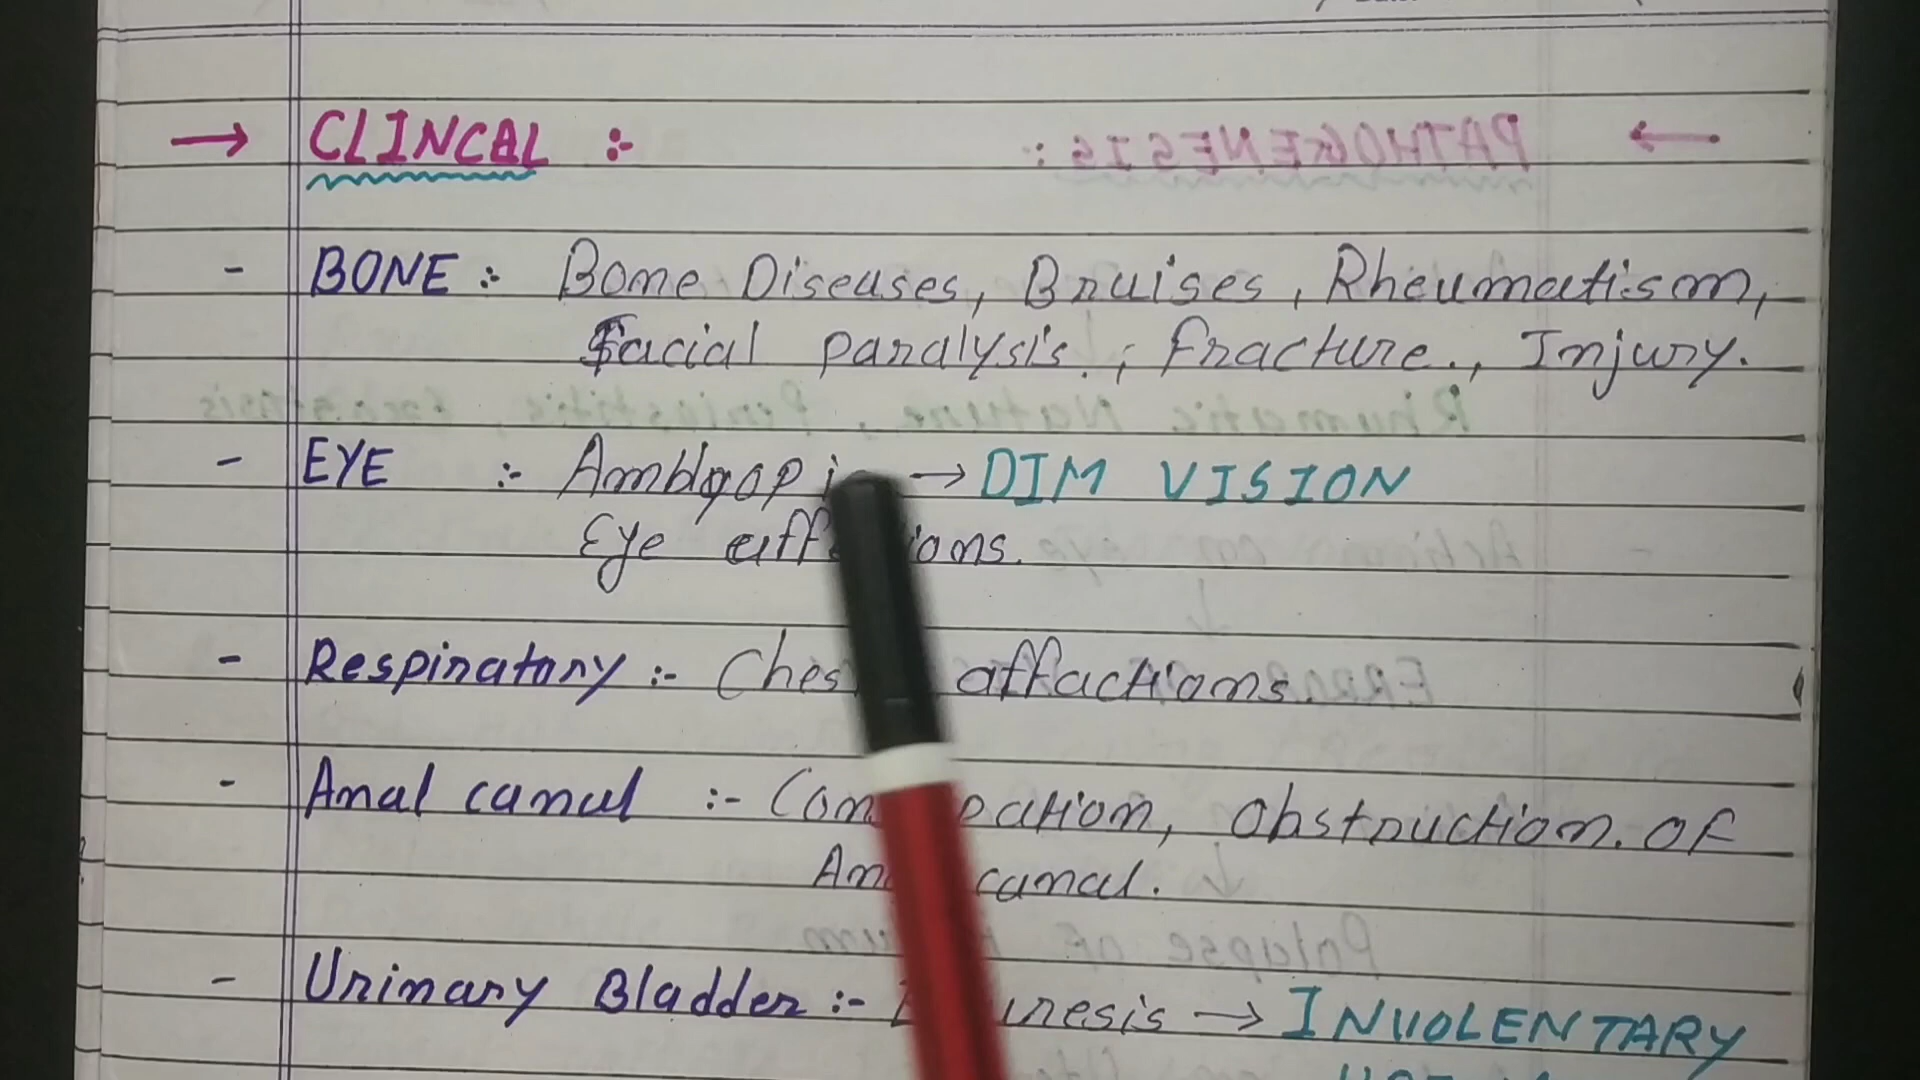 → CLINCAL :-
- BONE :- Bone Diseases, Bruises, Rheumatism,
Facial paralysis, Fracture., Injury.
- EYE :- → DIM VISION
Eye
- Respiratory :- affactions.
- Anal canal :- obstruction. OF
canal.
- Urinary Bladder :- → INVOLENTARY